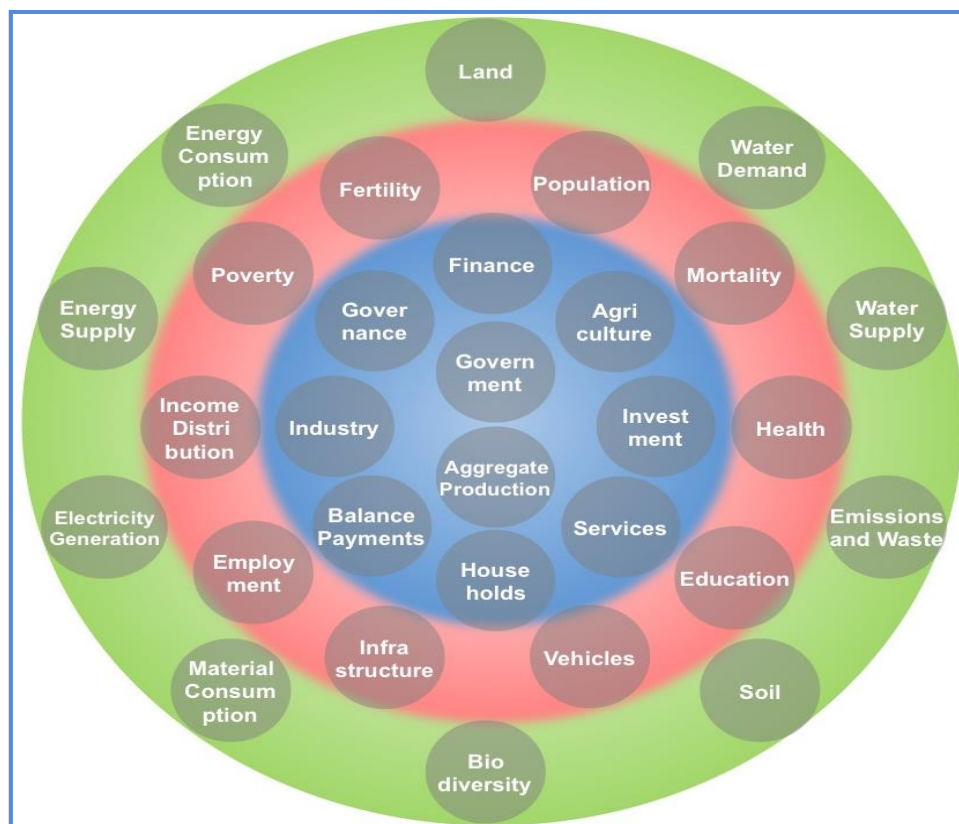 Land
Energy
Consum
ption
Water
Demand
Fertility
Population
Poverty
Finance
Mortality
Energy
Supply
Gover
nance
Agri
culture
Water
Supply
Govern
ment
Income
Distri
bution
Industry
Invest
ment
Health
Aggregate
Production
Electricity
Generation
Balance
Payments
Services
Emissions
and Waste
Employ
ment
House
holds
Education
Material
Consum
ption
Infra
structure
Vehicles
Soil
Bio
diversity